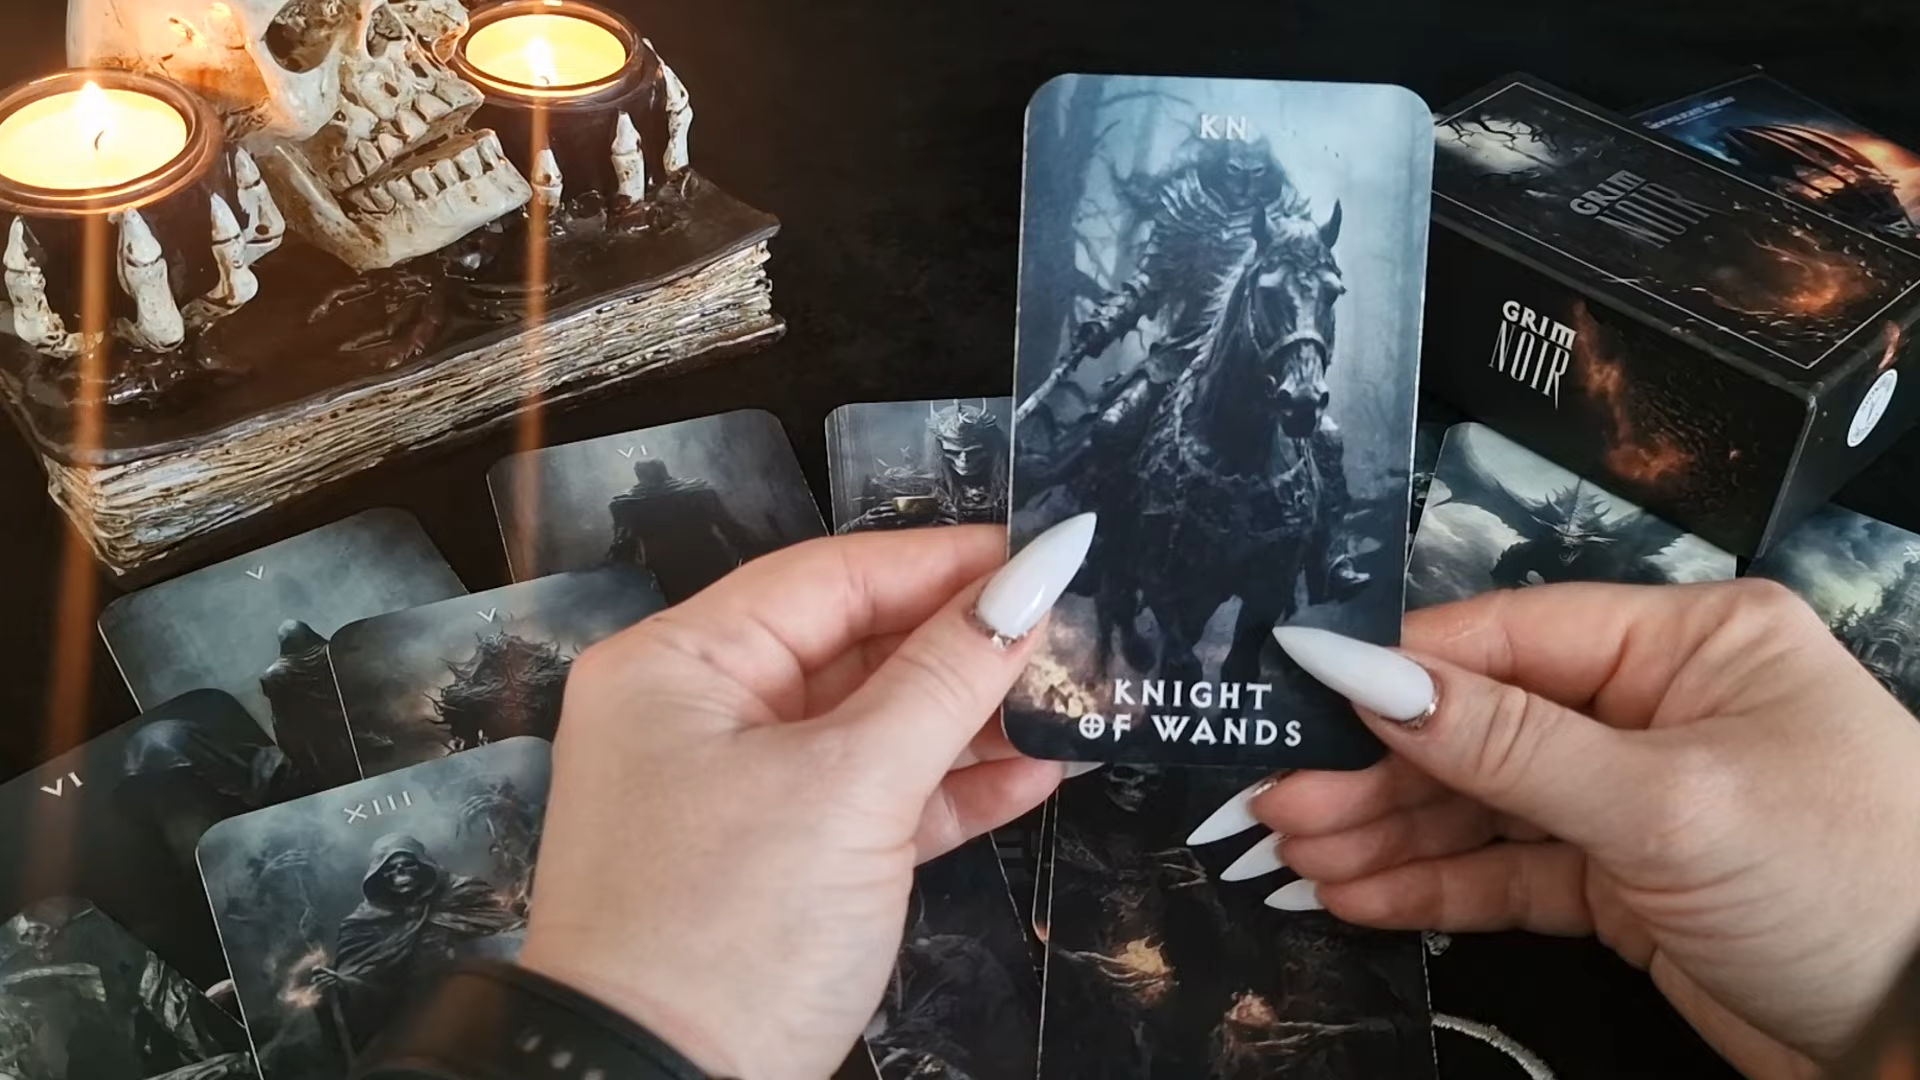 KN
KNIGHT
OF WANDS
GRIM
NOIR
GRIM
NOIR
VI
K
V
V
VI
XIII